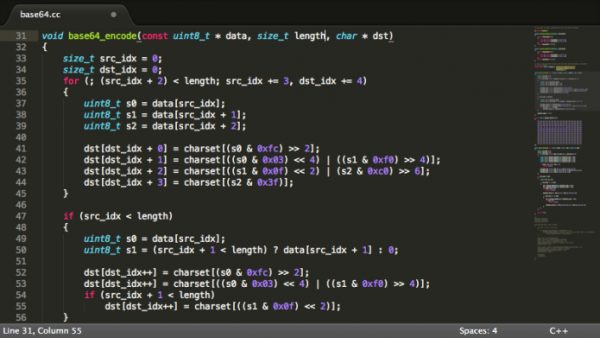 base64.cc
31 void base64_encode(const uint8_t * data, size_t length, char * dst)
32 {
33     size_t src_idx = 0;
34     size_t dst_idx = 0;
35     for (; (src_idx + 2) < length; src_idx += 3, dst_idx += 4)
36     {
37         uint8_t s0 = data[src_idx];
38         uint8_t s1 = data[src_idx + 1];
39         uint8_t s2 = data[src_idx + 2];
40
41         dst[dst_idx + 0] = charset[(s0 & 0xfc) >> 2];
42         dst[dst_idx + 1] = charset[((s0 & 0x03) << 4) | ((s1 & 0xf0) >> 4)];
43         dst[dst_idx + 2] = charset[((s1 & 0x0f) << 2) | (s2 & 0xc0) >> 6];
44         dst[dst_idx + 3] = charset[(s2 & 0x3f)];
45     }
46
47     if (src_idx < length)
48     {
49         uint8_t s0 = data[src_idx];
50         uint8_t s1 = (src_idx + 1 < length) ? data[src_idx + 1] : 0;
51
52         dst[dst_idx++] = charset[(s0 & 0xfc) >> 2];
53         dst[dst_idx++] = charset[((s0 & 0x03) << 4) | ((s1 & 0xf0) >> 4)];
54         if (src_idx + 1 < length)
55             dst[dst_idx++] = charset[((s1 & 0x0f) << 2)];
56     }
Line 31, Column 55 Spaces: 4 C++